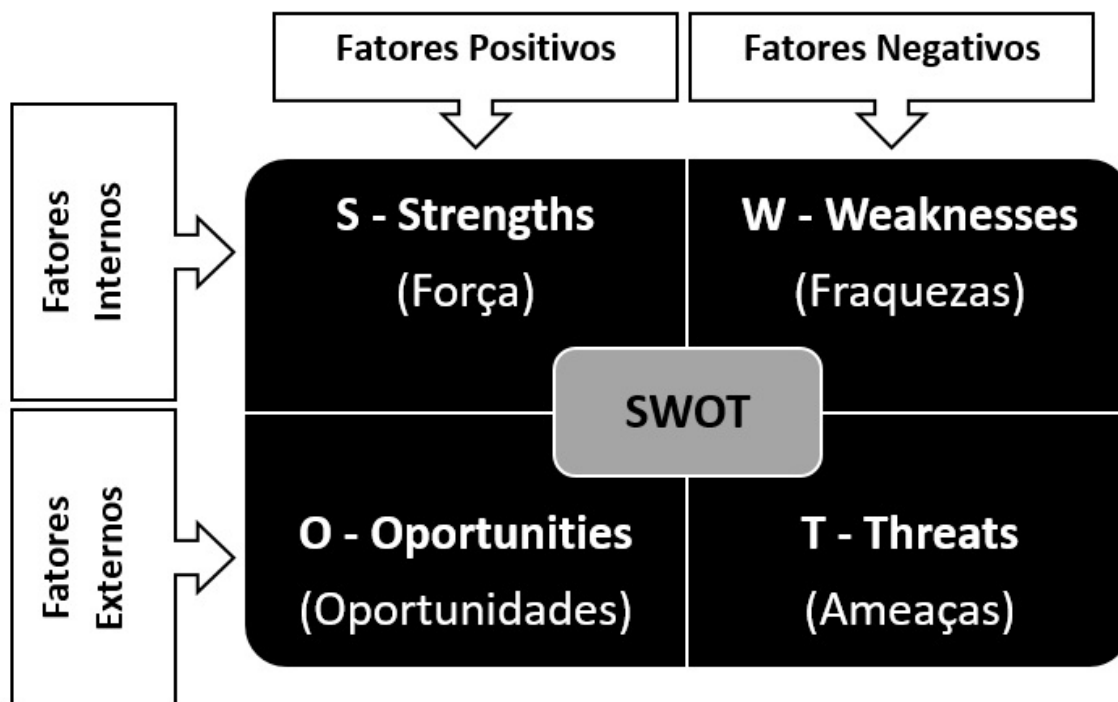 Fatores Positivos
Fatores Negativos
Fatores
Internos
S - Strengths
(Força)
W - Weaknesses
(Fraquezas)
SWOT
Fatores
Externos
O - Oportunities
(Oportunidades)
T - Threats
(Ameaças)